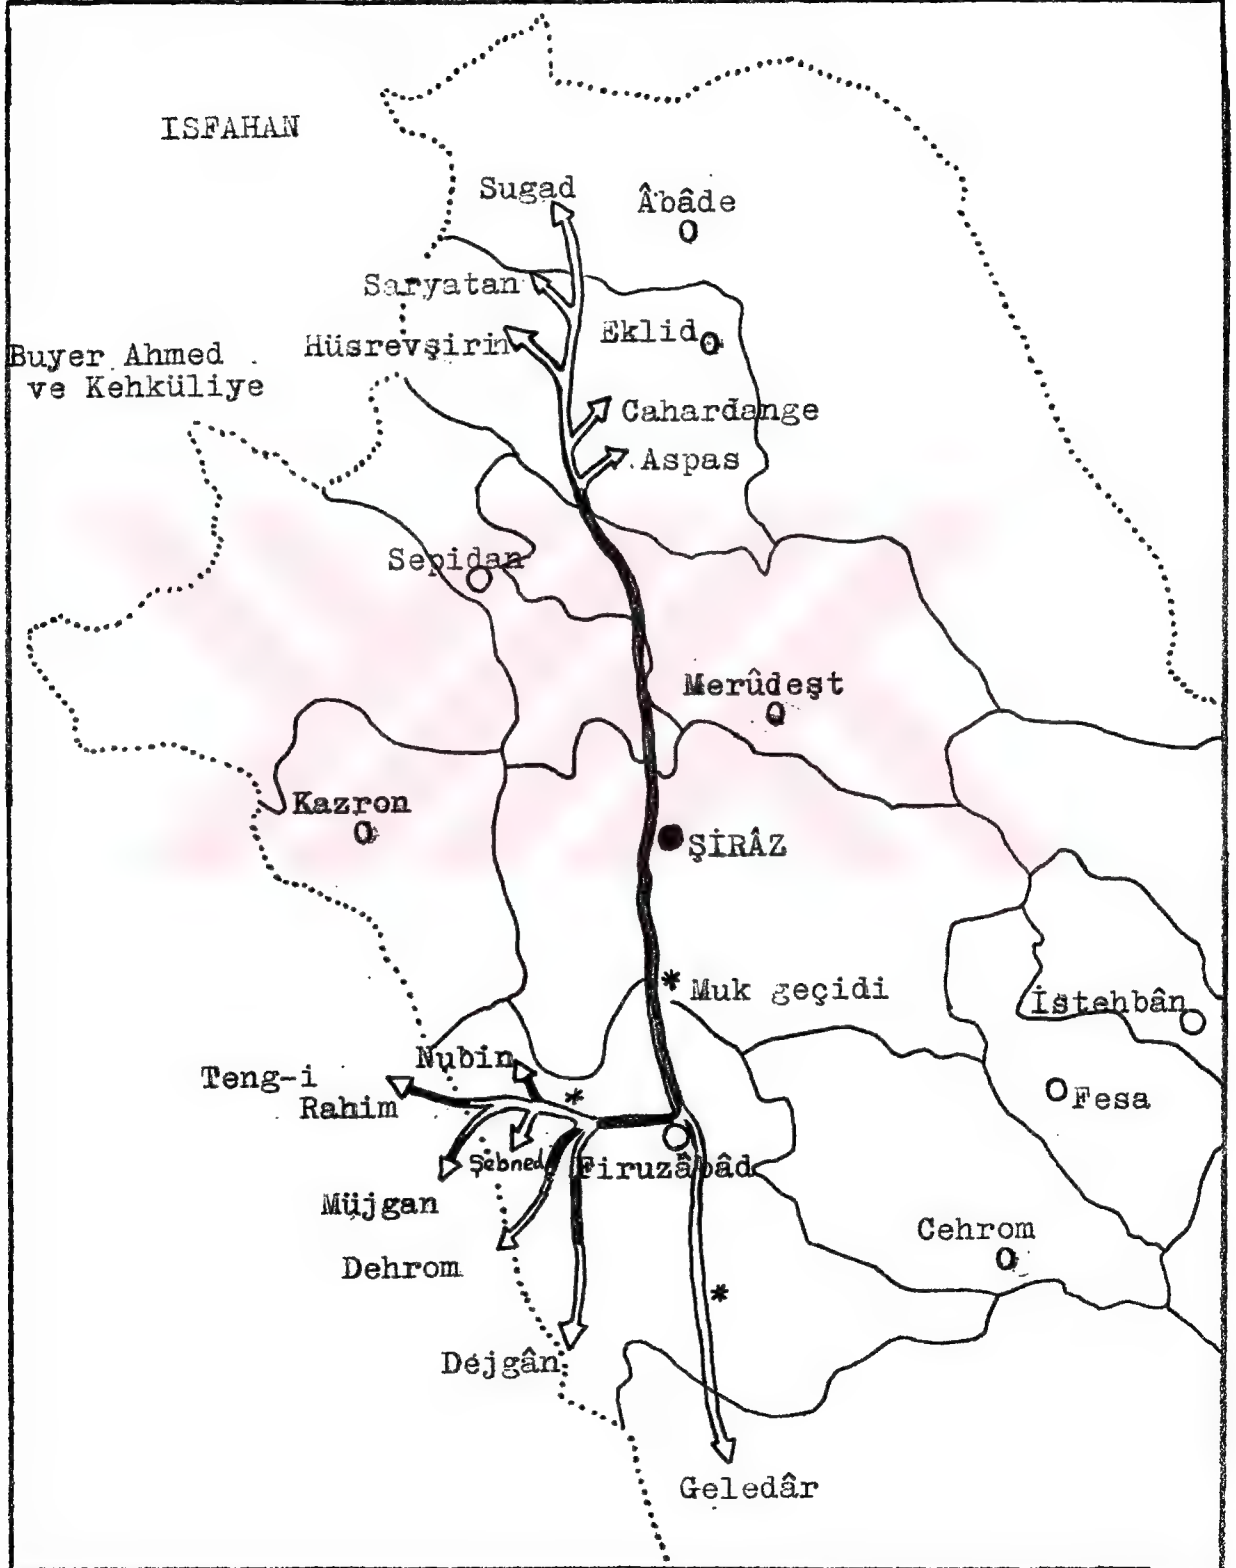 ISFAHAN
Sugad
Âbâde
Saryatan
Eklid
Hüsrevşirin
Buyer Ahmed
ve Kehküliye
Cahardange
Aspas
Sepidan
Merûdeşt
Kazron
ŞİRÂZ
* Muk geçidi
İstehbân
Nubin
Teng-i
Rahim
*
Fesa
Şebned
Firuzâbâd
Müjgan
Cehrom
Dehrom
*
Dejgân
Geledâr